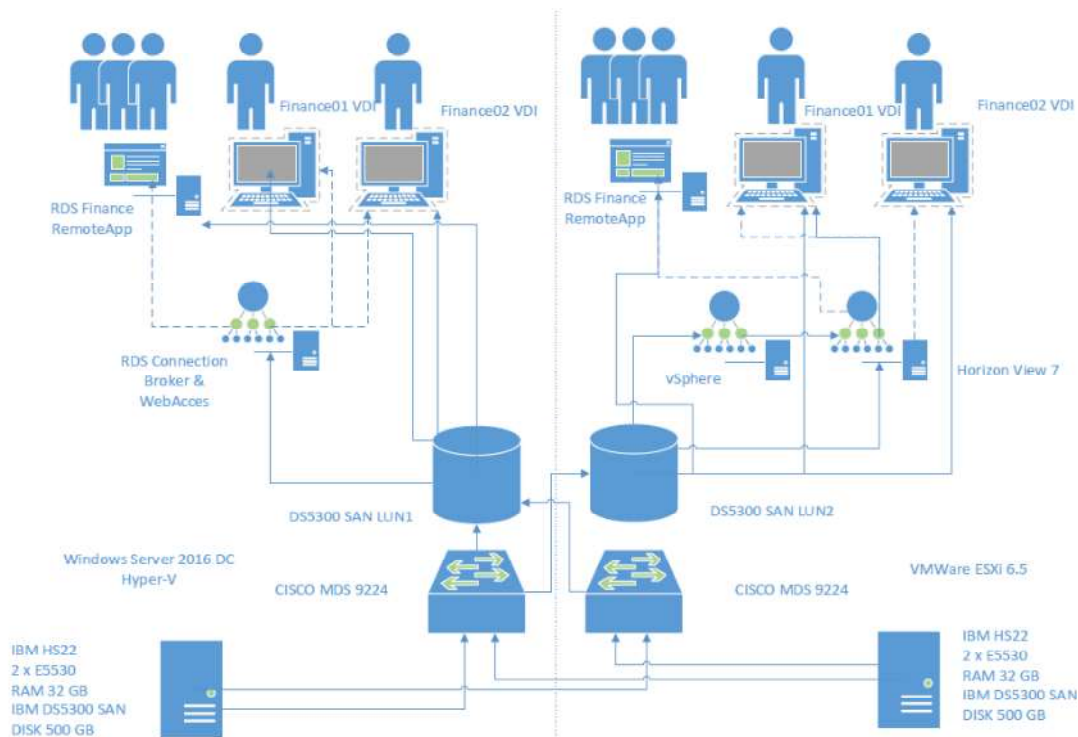 Finance01 VDI
Finance02 VDI
RDS Finance
RemoteApp
RDS Connection
Broker &
WebAcces
DS5300 SAN LUN1
Windows Server 2016 DC
Hyper-V
CISCO MDS 9224
IBM HS22
2 x E5530
RAM 32 GB
IBM DS5300 SAN
DISK 500 GB
Finance01 VDI
Finance02 VDI
RDS Finance
RemoteApp
vSphere
Horizon View 7
DS5300 SAN LUN2
VMWare ESXi 6.5
CISCO MDS 9224
IBM HS22
2 x E5530
RAM 32 GB
IBM DS5300 SAN
DISK 500 GB